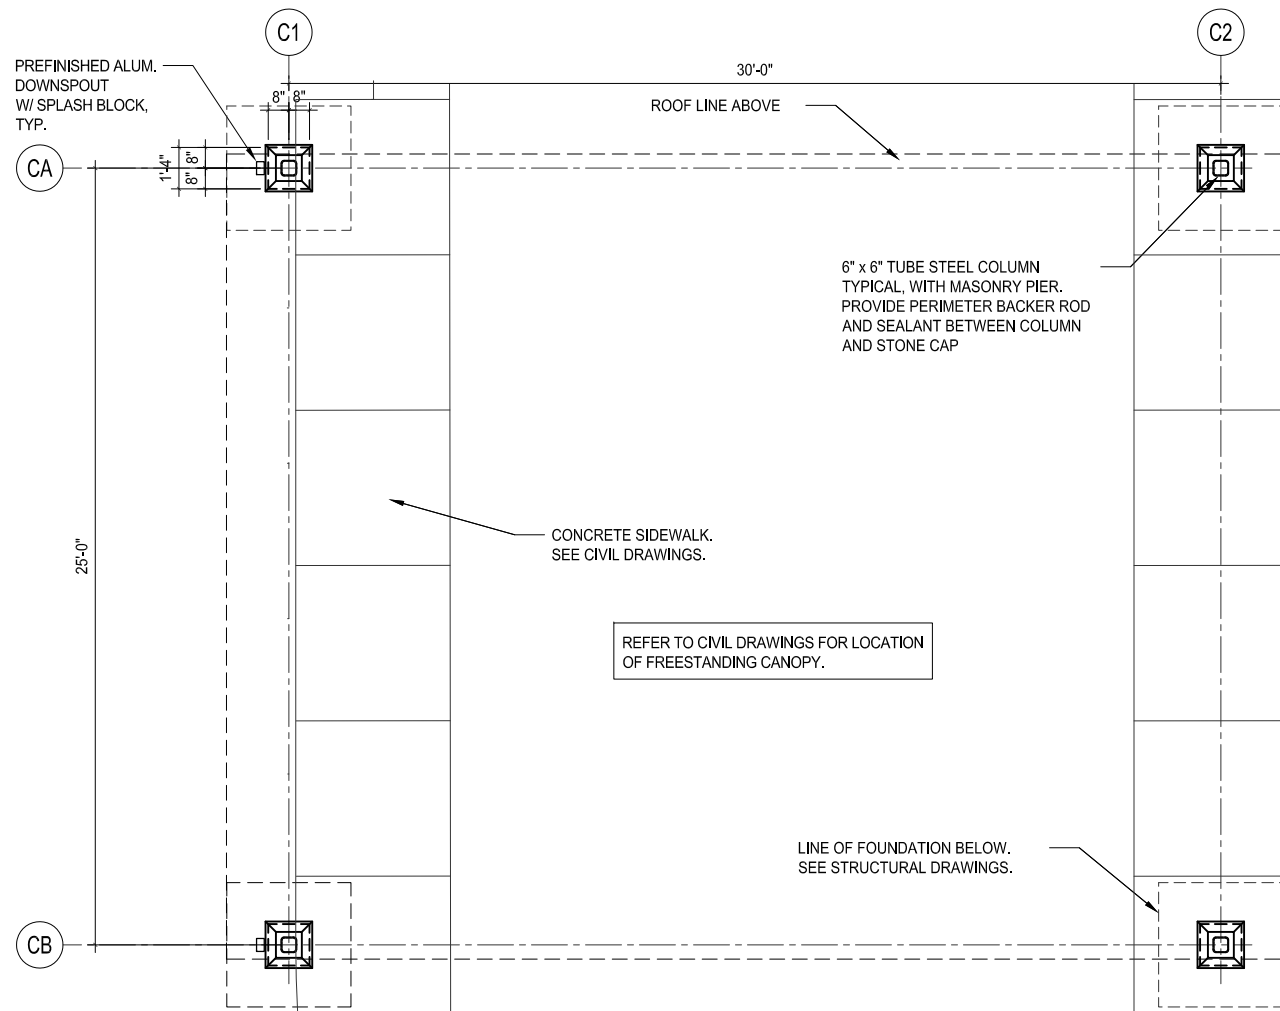 C1
C2
PREFINISHED ALUM.
DOWNSPOUT
W/ SPLASH BLOCK,
TYP.
30'-0"
8" 8"
ROOF LINE ABOVE
CA
1'-4"
8" 8"
6" x 6" TUBE STEEL COLUMN
TYPICAL, WITH MASONRY PIER.
PROVIDE PERIMETER BACKER ROD
AND SEALANT BETWEEN COLUMN
AND STONE CAP
25'-0"
CONCRETE SIDEWALK.
SEE CIVIL DRAWINGS.
REFER TO CIVIL DRAWINGS FOR LOCATION
OF FREESTANDING CANOPY.
LINE OF FOUNDATION BELOW.
SEE STRUCTURAL DRAWINGS.
CB